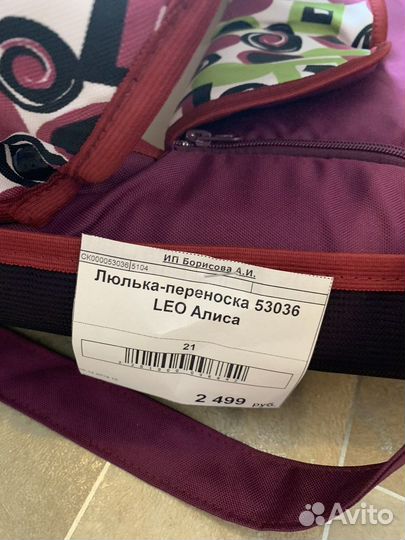 ИП Борисова А.И.
СК000053036 5104
Люлька-переноска 53036
LEO Алиса
21
2 499 руб.
Avito